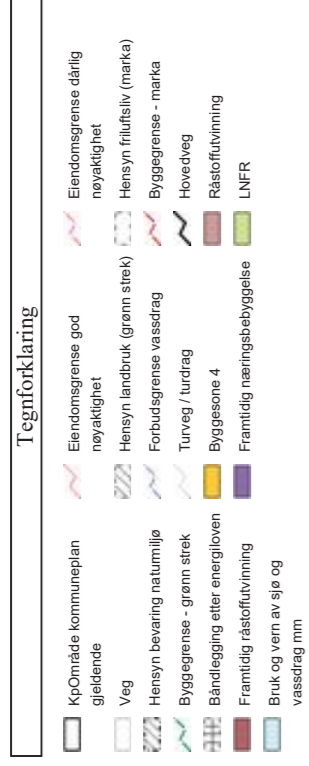 Tegnforklaring
KpOmråde kommuneplan
gjeldende
Veg
Hensyn bevaring naturmiljø
Byggegrense - grønn strek
Båndlegging etter energiloven
Framtidig råstoffutvinning
Bruk og vern av sjø og
vassdrag mm
Eiendomsgrense god
nøyaktighet
Hensyn landbruk (grønn strek)
Forbudsgrense vassdrag
Turveg / turdrag
Byggesone 4
Framtidig næringsbebyggelse
Eiendomsgrense dårlig
nøyaktighet
Hensyn friluftsliv (marka)
Byggegrense - marka
Hovedveg
Råstoffutvinning
LNFR